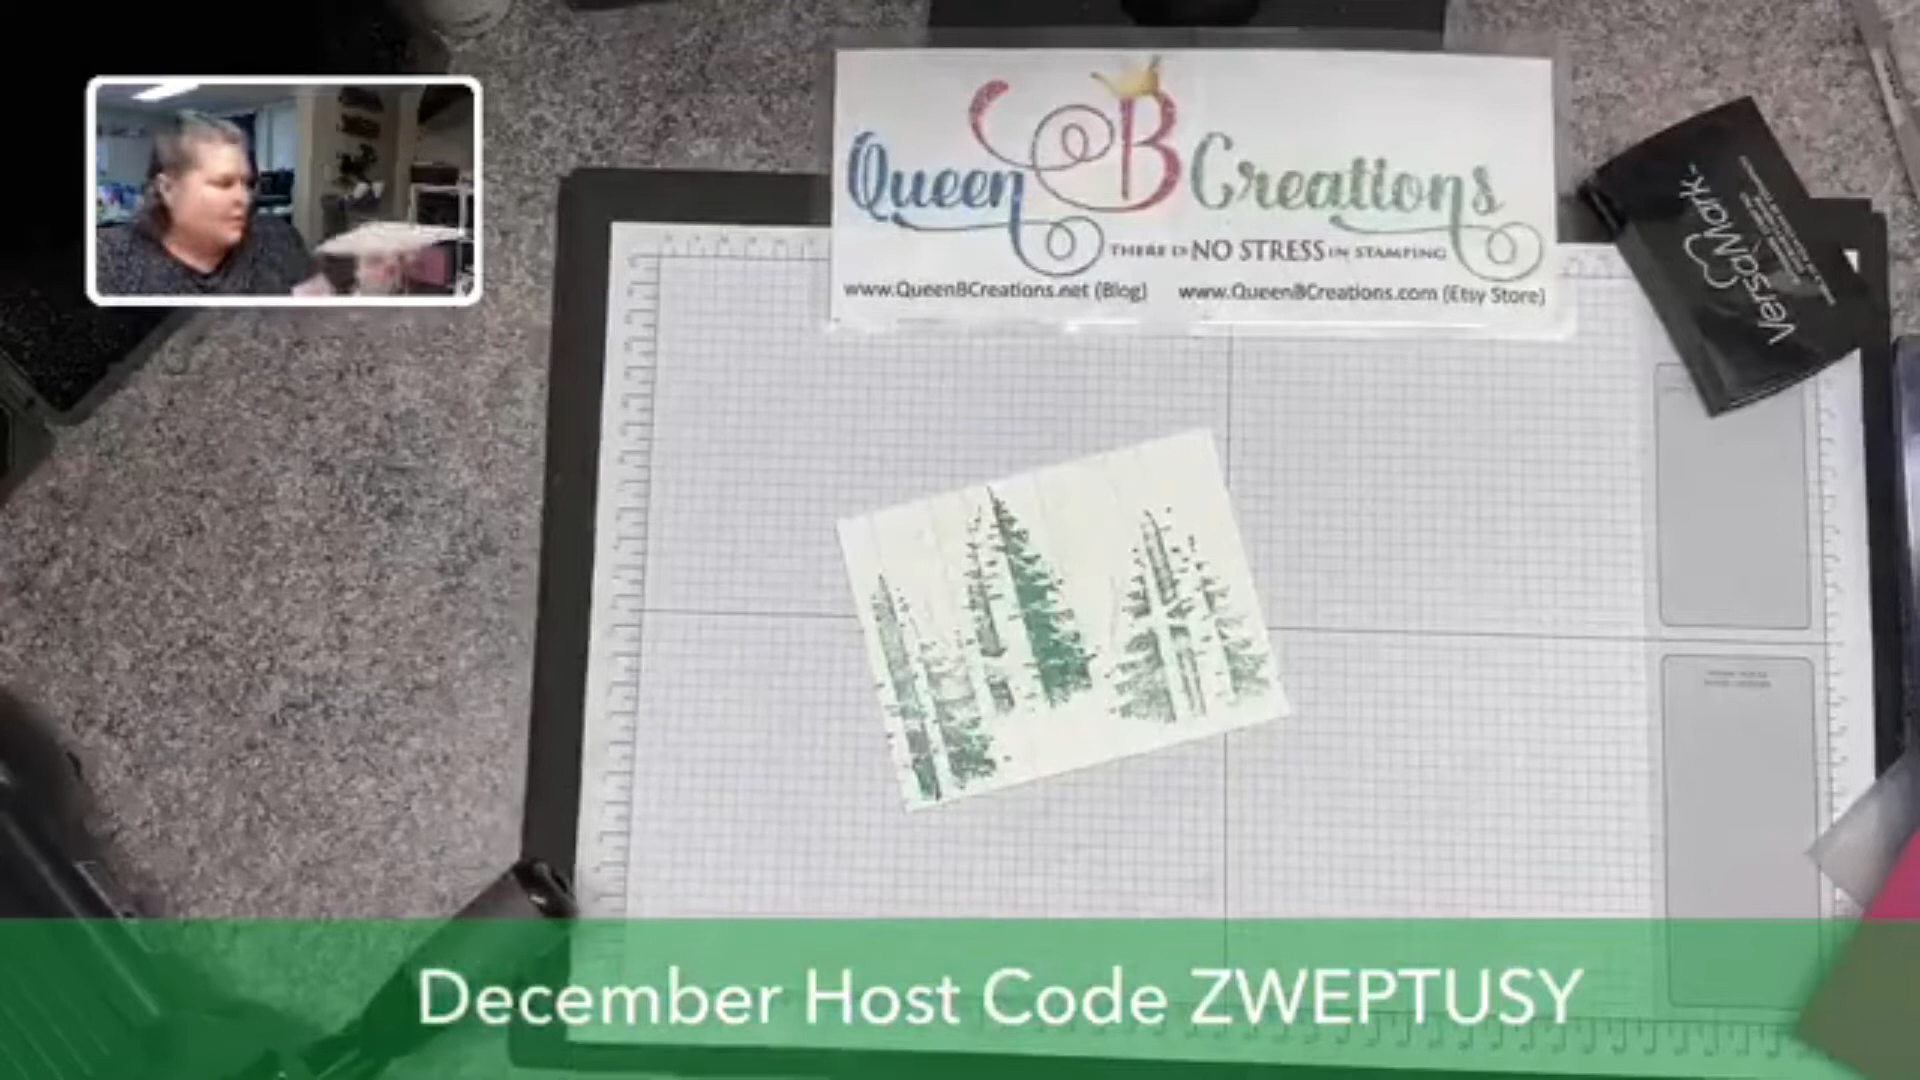 Queen B Creations
THERE IS NO STRESS IN STAMPING
www.QueenBCreations.net (Blog) www.QueenBCreations.com (Etsy Store)
VersaMark
December Host Code ZWEPTUSY